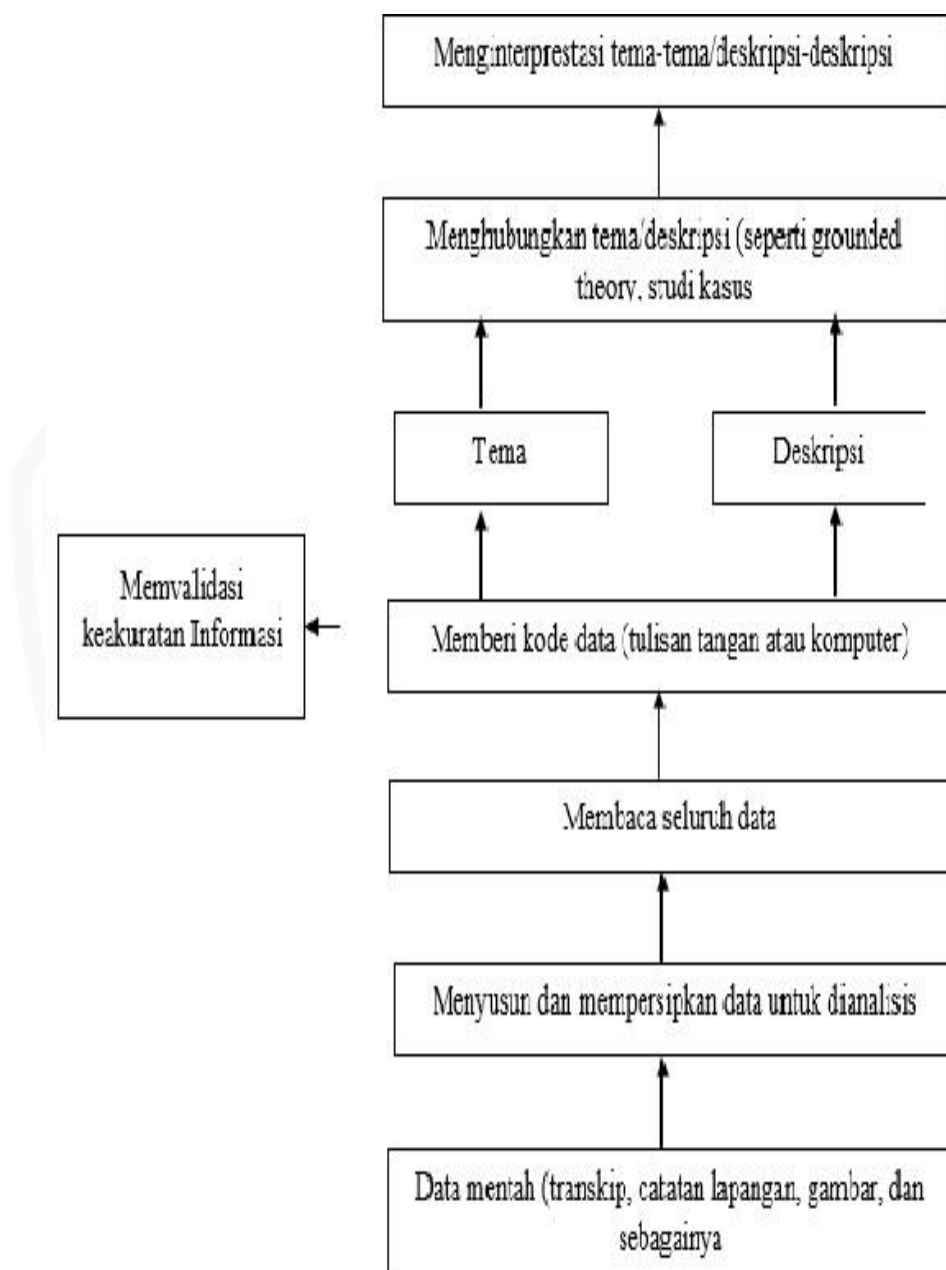 Menginterprestasi tema-tema/deskripsi-deskripsi
Menghubungkan tema/deskripsi (seperti grounded
theory, studi kasus
Tema
Deskripsi
Memvalidasi
keakuratan Informasi
Memberi kode data (tulisan tangan atau komputer)
Membaca seluruh data
Menyusun dan mempersipkan data untuk dianalisis
Data mentah (transkip, catatan lapangan, gambar, dan
sebagainya